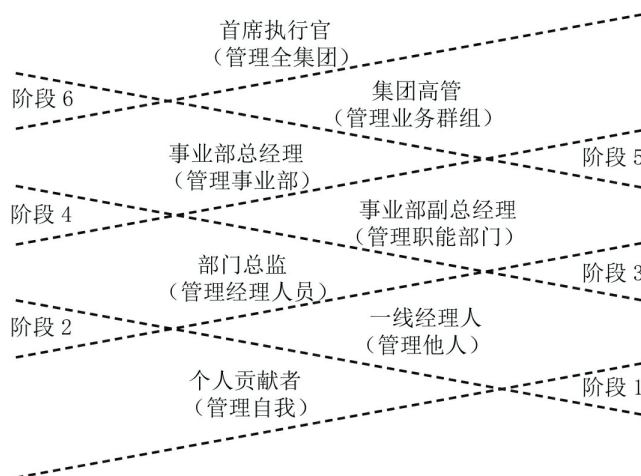 首席执行官
（管理全集团）
阶段 6
集团高管
（管理业务群组）
事业部总经理
（管理事业部）
阶段 5
阶段 4
事业部副总经理
（管理职能部门）
部门总监
（管理经理人员）
阶段 3
阶段 2
一线经理人
（管理他人）
个人贡献者
（管理自我）
阶段 1